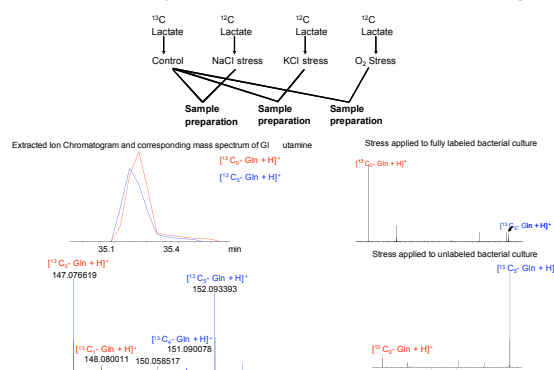 ¹³C
Lactate
¹²C
Lactate
¹²C
Lactate
¹²C
Lactate
Control
NaCl stress
KCl stress
O₂ Stress
Sample
preparation
Sample
preparation
Sample
preparation
Extracted Ion Chromatogram and corresponding mass spectrum of Gl utamine
[¹³C₀- Gln + H]⁺
[¹³C₅- Gln + H]⁺
35.1
35.4
min
[¹³C₀- Gln + H]⁺
147.076619
[¹³C₅- Gln + H]⁺
152.093393
[¹³C₄- Gln + H]⁺
151.090078
[¹³C₁- Gln + H]⁺
148.080011
150.058517
Stress applied to fully labeled bacterial culture
[¹³C₀- Gln + H]⁺
[¹³C₅- Gln + H]⁺
Stress applied to unlabeled bacterial culture
[¹³C₅- Gln + H]
[¹³C₀- Gln + H]⁺